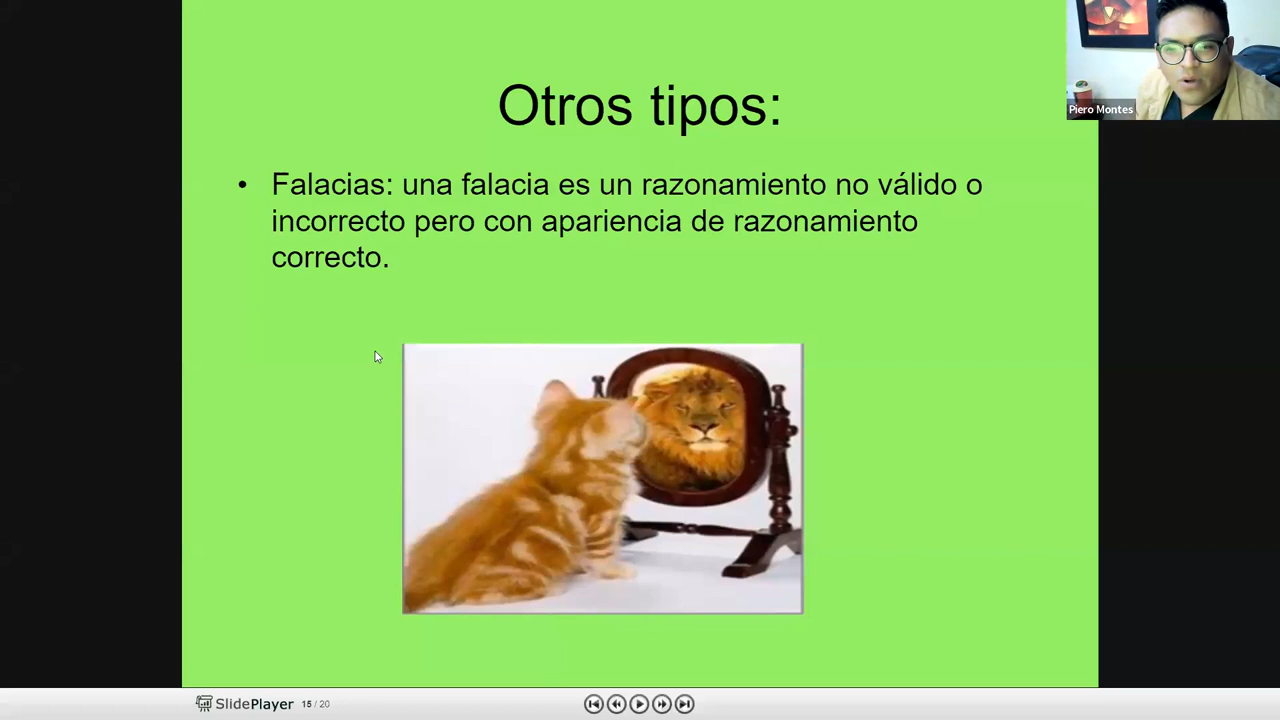 Otros tipos:
• Falacias: una falacia es un razonamiento no válido o
incorrecto pero con apariencia de razonamiento
correcto.
Piero Montes
SlidePlayer 15 / 20